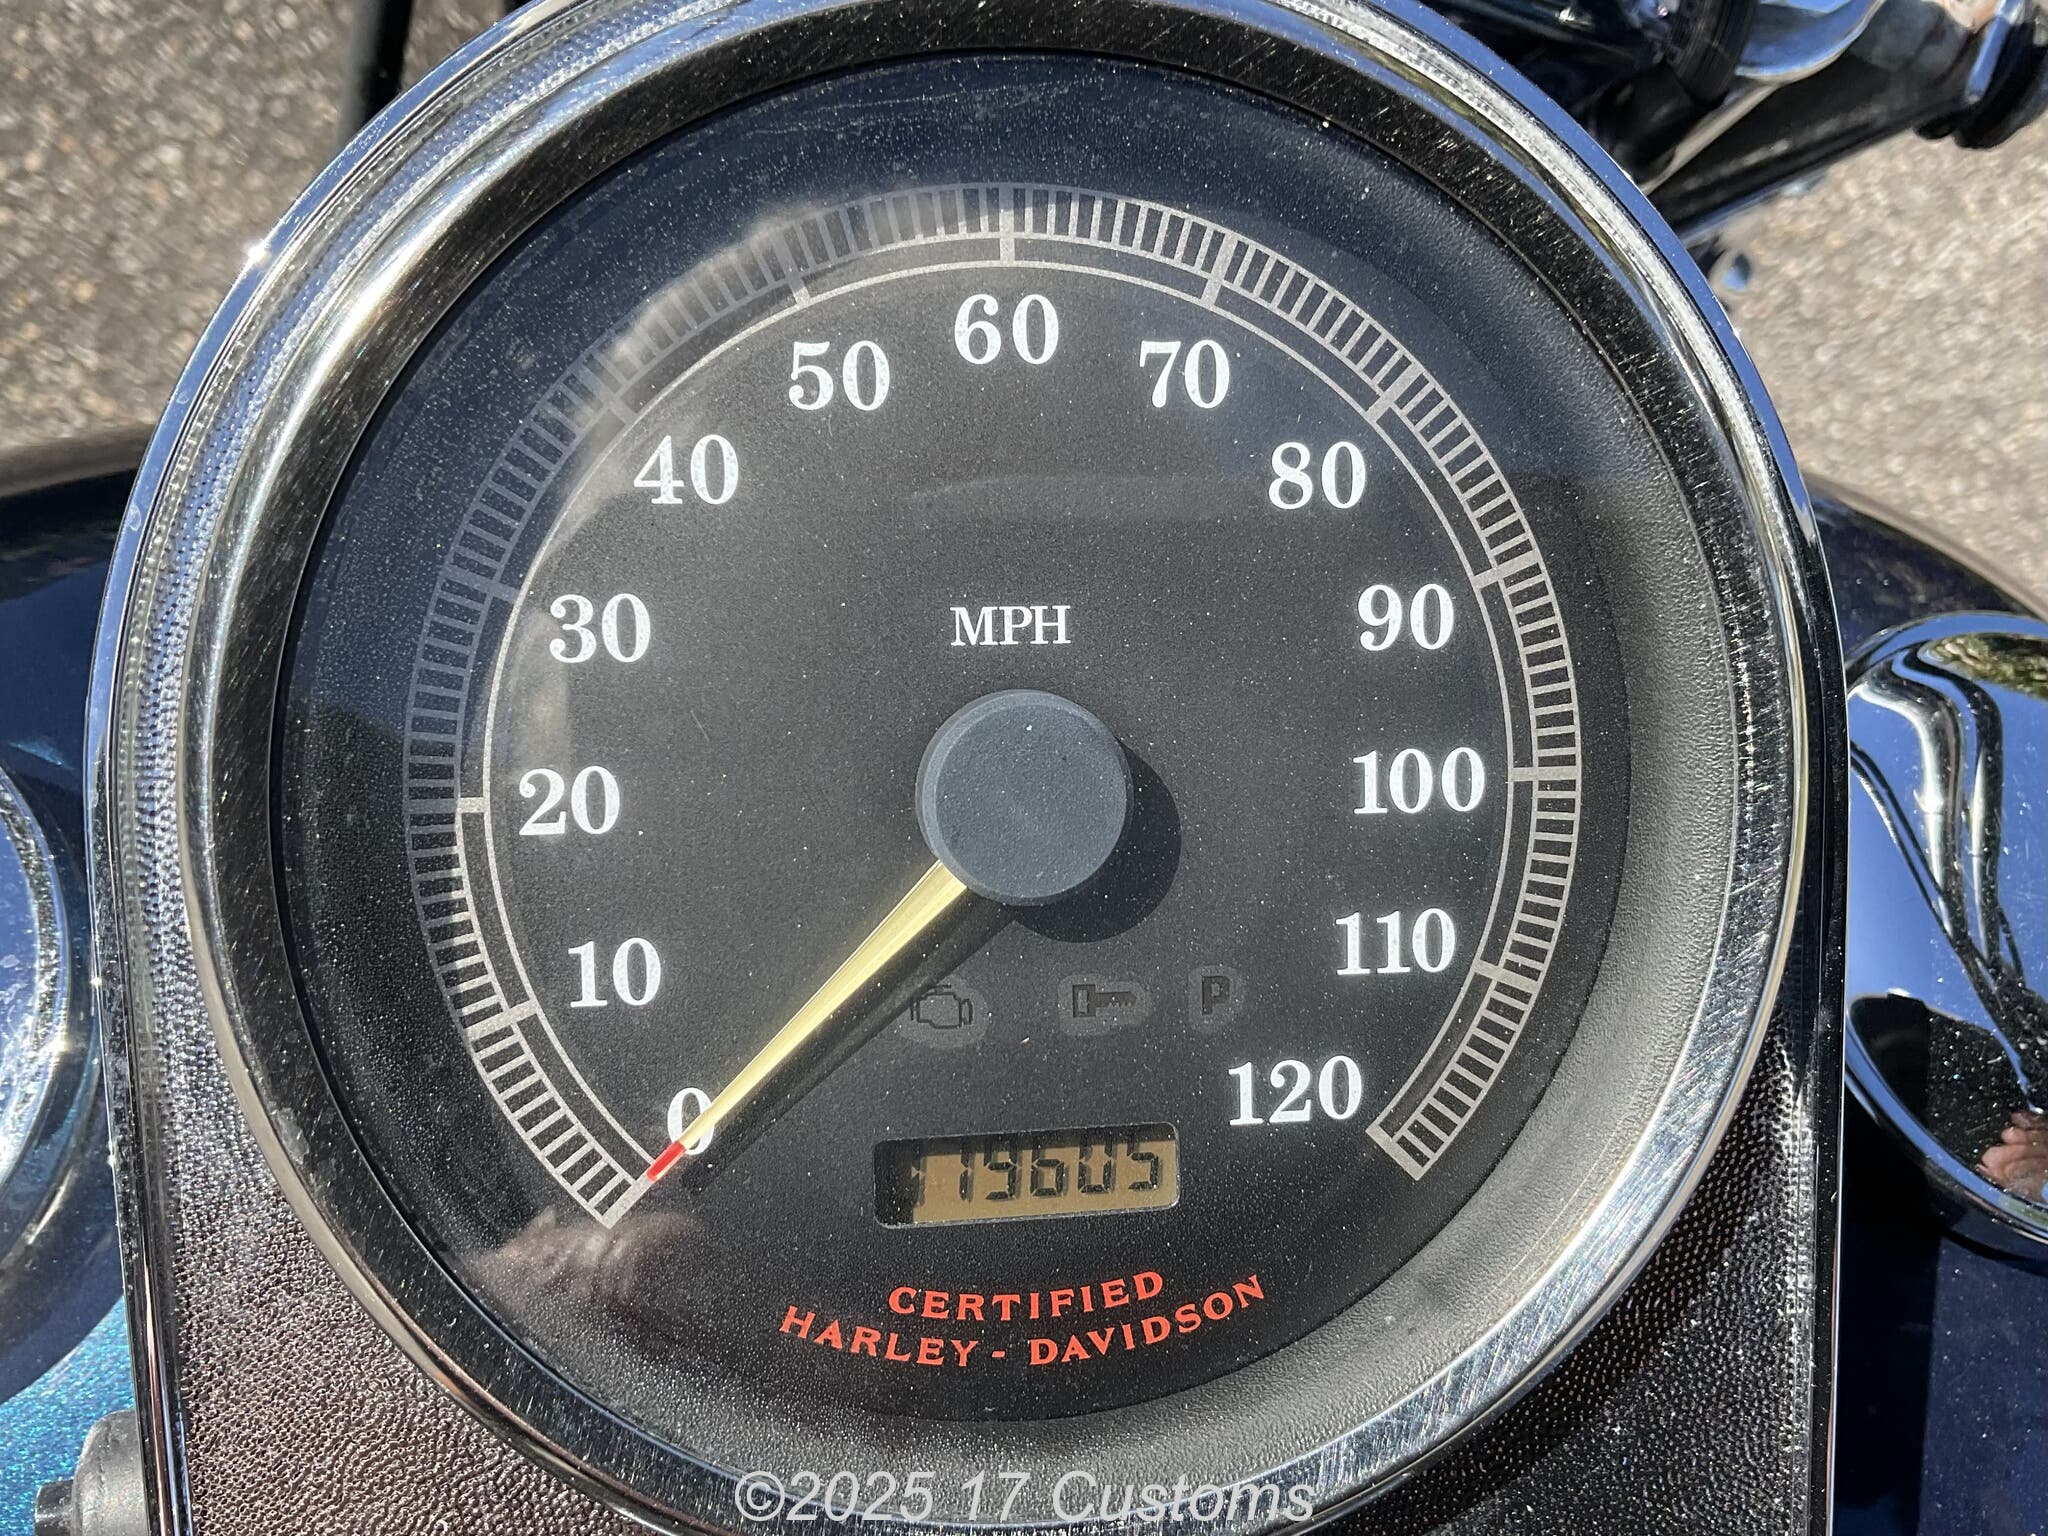 60
50 70
40 80
30 MPH 90
20 100
10 110
P
0 120
119605
CERTIFIED
HARLEY - DAVIDSON
©2025 17 Customs